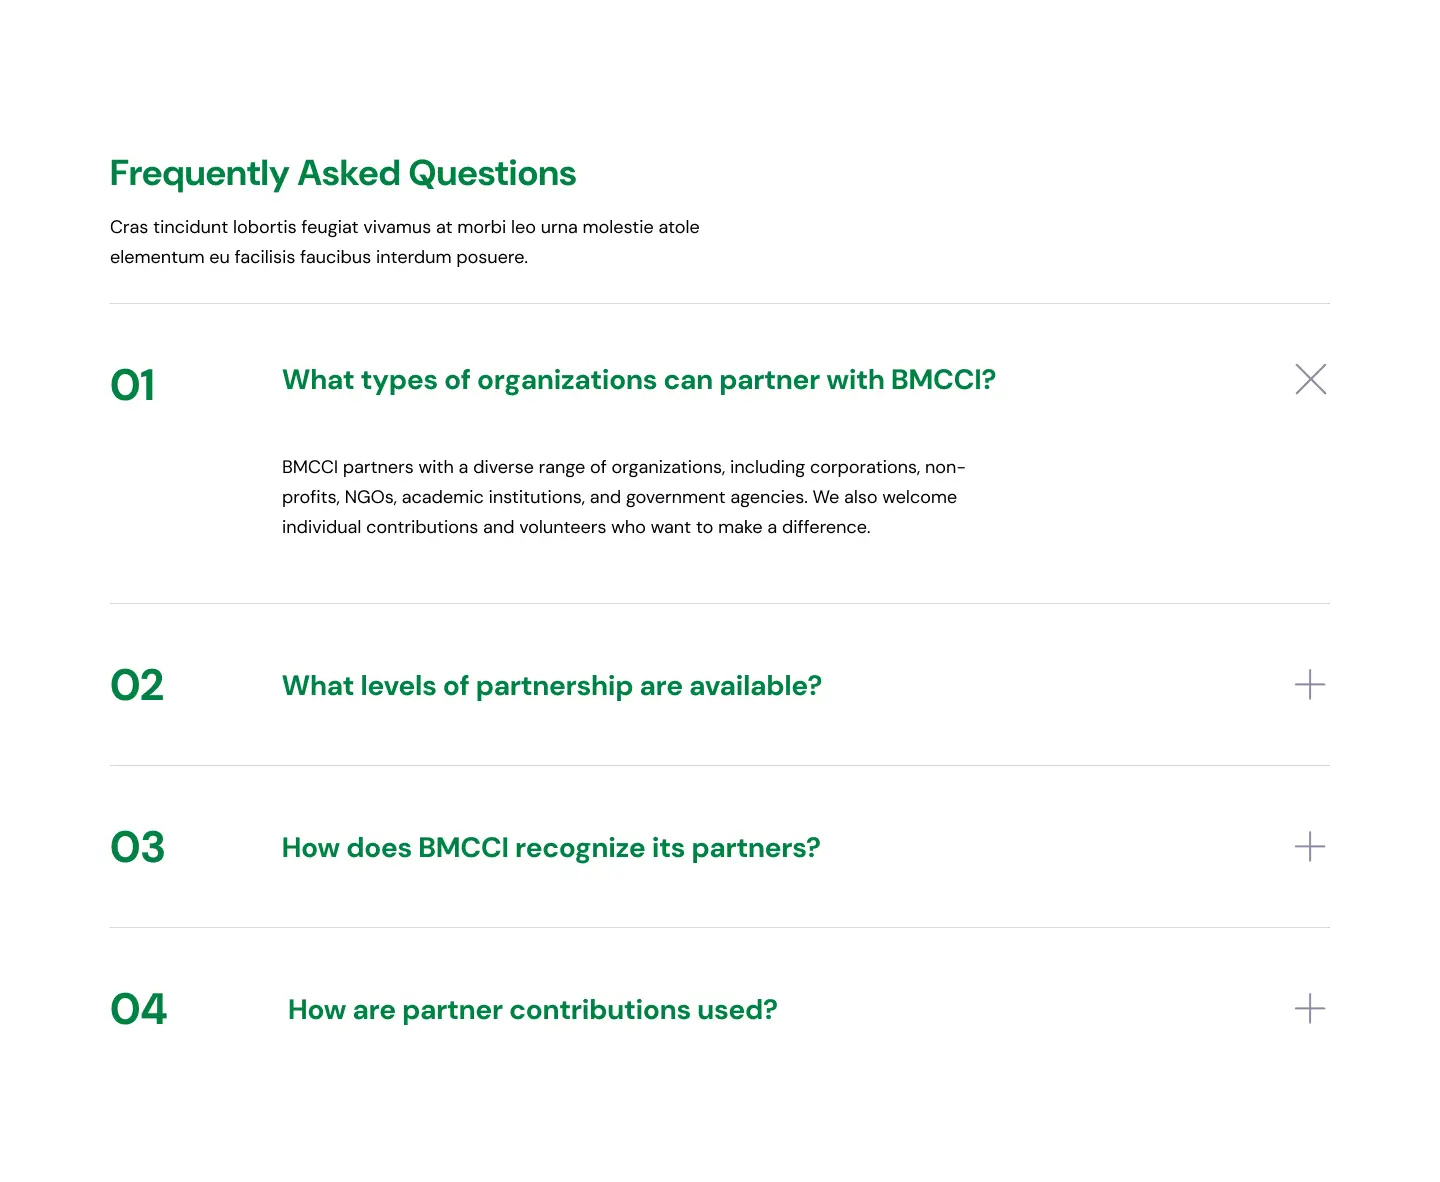 Frequently Asked Questions
Cras tincidunt lobortis feugiat vivamus at morbi leo urna molestie atole
elementum eu facilisis faucibus interdum posuere.
01
What types of organizations can partner with BMCCI?
BMCCI partners with a diverse range of organizations, including corporations, non-
profits, NGOs, academic institutions, and government agencies. We also welcome
individual contributions and volunteers who want to make a difference.
02
What levels of partnership are available?
03
How does BMCCI recognize its partners?
04
How are partner contributions used?